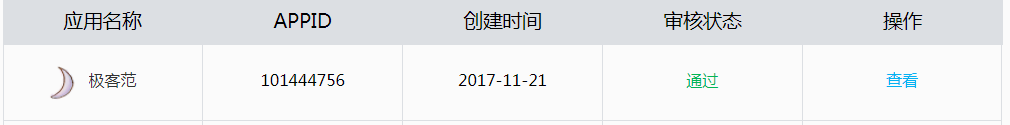 应用名称 APPID 创建时间 审核状态 操作
极客范 101444756 2017-11-21 通过 查看